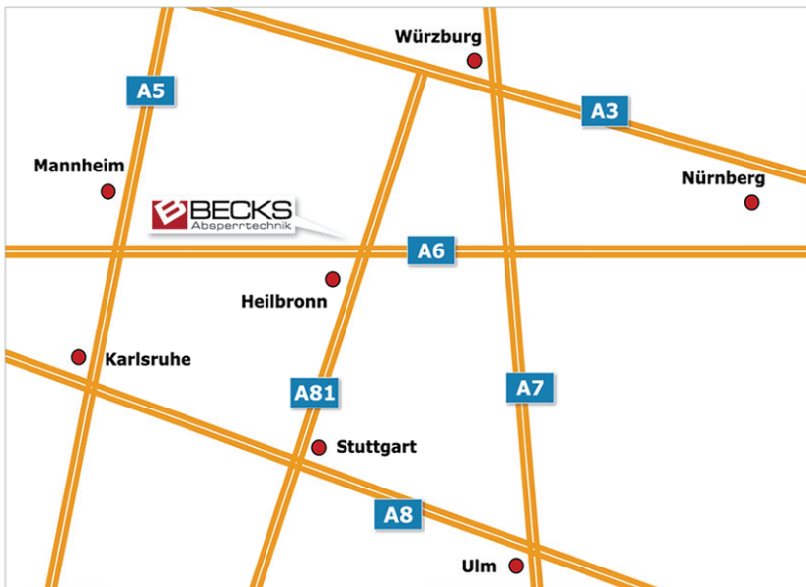 Würzburg
A5
A3
Mannheim
Nürnberg
BECKS
Absperrtechnik
A6
Heilbronn
Karlsruhe
A81
A7
Stuttgart
A8
Ulm